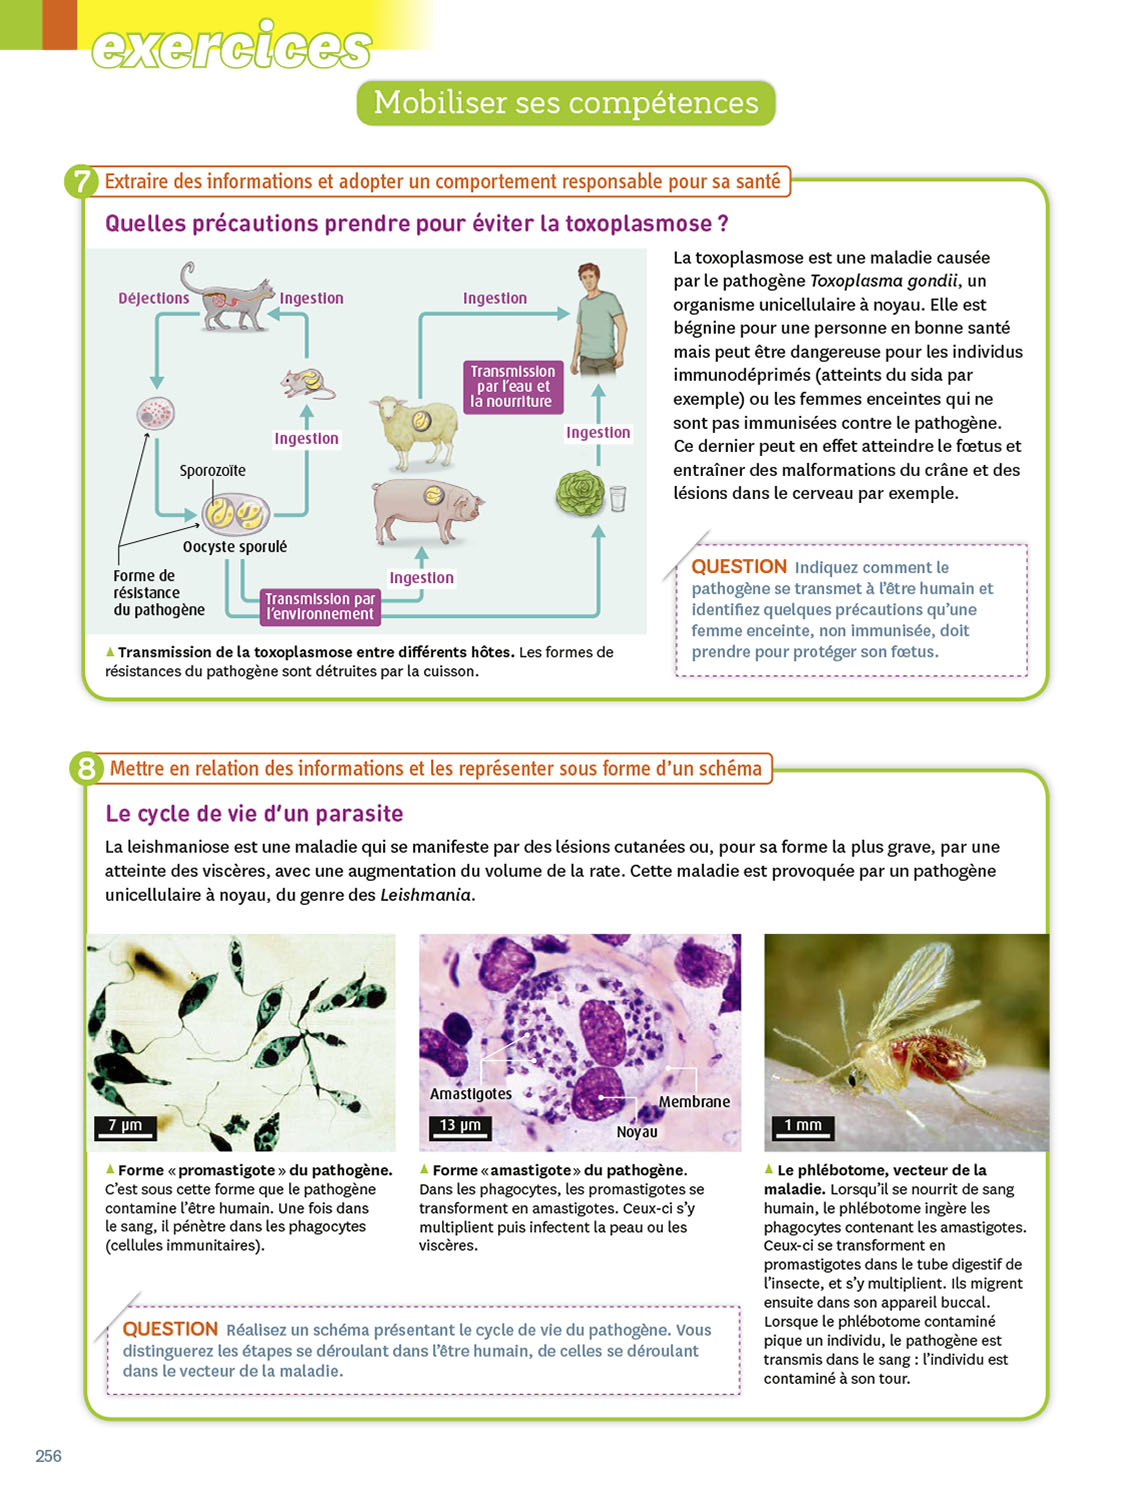 exercices
Mobiliser ses compétences
7 Extraire des informations et adopter un comportement responsable pour sa santé
Quelles précautions prendre pour éviter la toxoplasmose ?
Déjections
Ingestion
Ingestion
Transmission
par l'eau et
la nourriture
Ingestion
Ingestion
Sporozoïte
Oocyste sporulé
Forme de
résistance
du pathogène
Ingestion
Transmission par
l'environnement
Transmission de la toxoplasmose entre différents hôtes. Les formes de
résistances du pathogène sont détruites par la cuisson.
La toxoplasmose est une maladie causée
par le pathogène Toxoplasma gondii, un
organisme unicellulaire à noyau. Elle est
bégnine pour une personne en bonne santé
mais peut être dangereuse pour les individus
immunodéprimés (atteints du sida par
exemple) ou les femmes enceintes qui ne
sont pas immunisées contre le pathogène.
Ce dernier peut en effet atteindre le fœtus et
entraîner des malformations du crâne et des
lésions dans le cerveau par exemple.
QUESTION Indiquez comment le
pathogène se transmet à l'être humain et
identifiez quelques précautions qu'une
femme enceinte, non immunisée, doit
prendre pour protéger son fœtus.
8 Mettre en relation des informations et les représenter sous forme d'un schéma
Le cycle de vie d'un parasite
La leishmaniose est une maladie qui se manifeste par des lésions cutanées ou, pour sa forme la plus grave, par une
atteinte des viscères, avec une augmentation du volume de la rate. Cette maladie est provoquée par un pathogène
unicellulaire à noyau, du genre des Leishmania.
7 µm
Amastigotes
Membrane
13 µm
Noyau
1 mm
Forme « promastigote » du pathogène.
C'est sous cette forme que le pathogène
contamine l'être humain. Une fois dans
le sang, il pénètre dans les phagocytes
(cellules immunitaires).
Forme « amastigote » du pathogène.
Dans les phagocytes, les promastigotes se
transforment en amastigotes. Ceux-ci s'y
multiplient puis infectent la peau ou les
viscères.
Le phlébotome, vecteur de la
maladie. Lorsqu'il se nourrit de sang
humain, le phlébotome ingère les
phagocytes contenant les amastigotes.
Ceux-ci se transforment en
promastigotes dans le tube digestif de
l'insecte, et s'y multiplient. Ils migrent
ensuite dans son appareil buccal.
Lorsque le phlébotome contaminé
pique un individu, le pathogène est
transmis dans le sang : l'individu est
contaminé à son tour.
QUESTION Réalisez un schéma présentant le cycle de vie du pathogène. Vous
distinguerez les étapes se déroulant dans l'être humain, de celles se déroulant
dans le vecteur de la maladie.
256